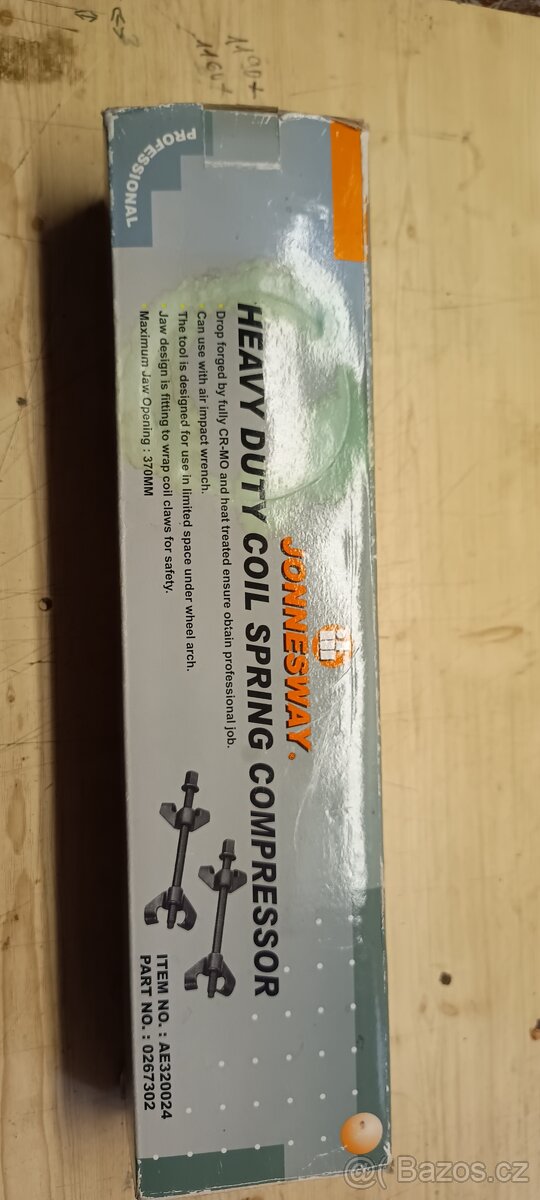 PROFESSIONAL
JONNESWAY®
HEAVY DUTY COIL SPRING COMPRESSOR
Drop forged by fully CR-MO and heat treated ensure obtain professional job.
Can use with air impact wrench.
The tool is designed for use in limited space under wheel arch.
Jaw design is fitting to wrap coil claws for safety.
Maximum Jaw Opening : 370MM
ITEM NO. : AE320024
PART NO. : 0267302
Bazoš.cz